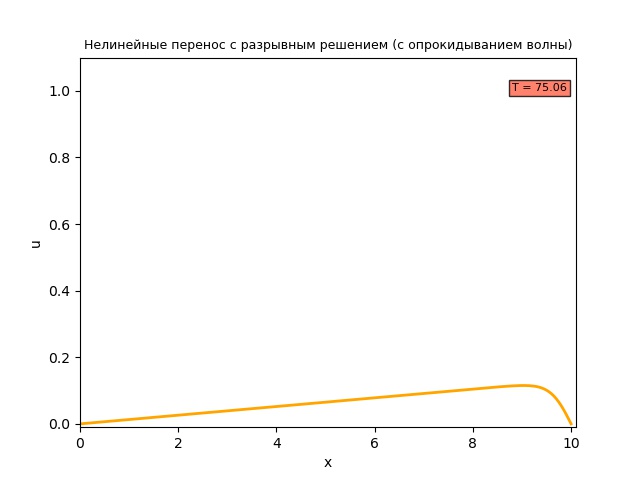 Нелинейные перенос с разрывным решением (с опрокидыванием волны)
T = 75.06
1.0
0.8
0.6
0.4
0.2
0.0
u
0 2 4 6 8 10
x